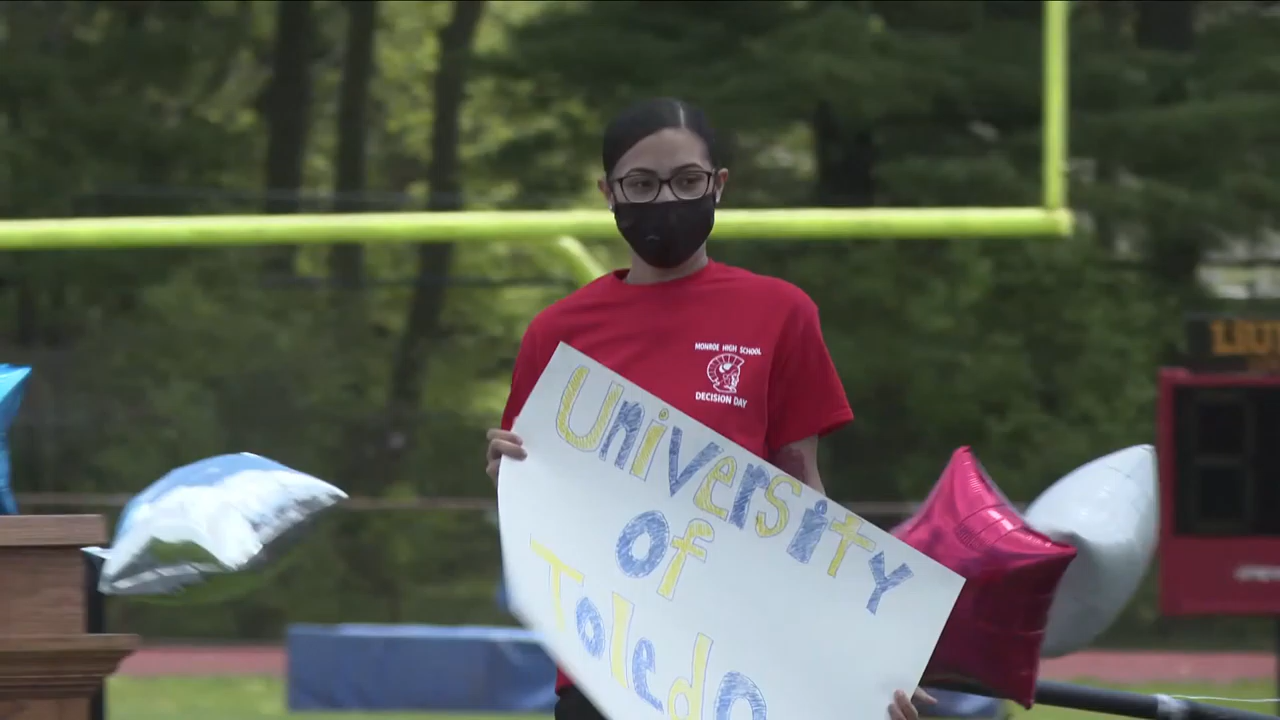 MONROE HIGH SCHOOL
DECISION DAY
University
Of
Toledo